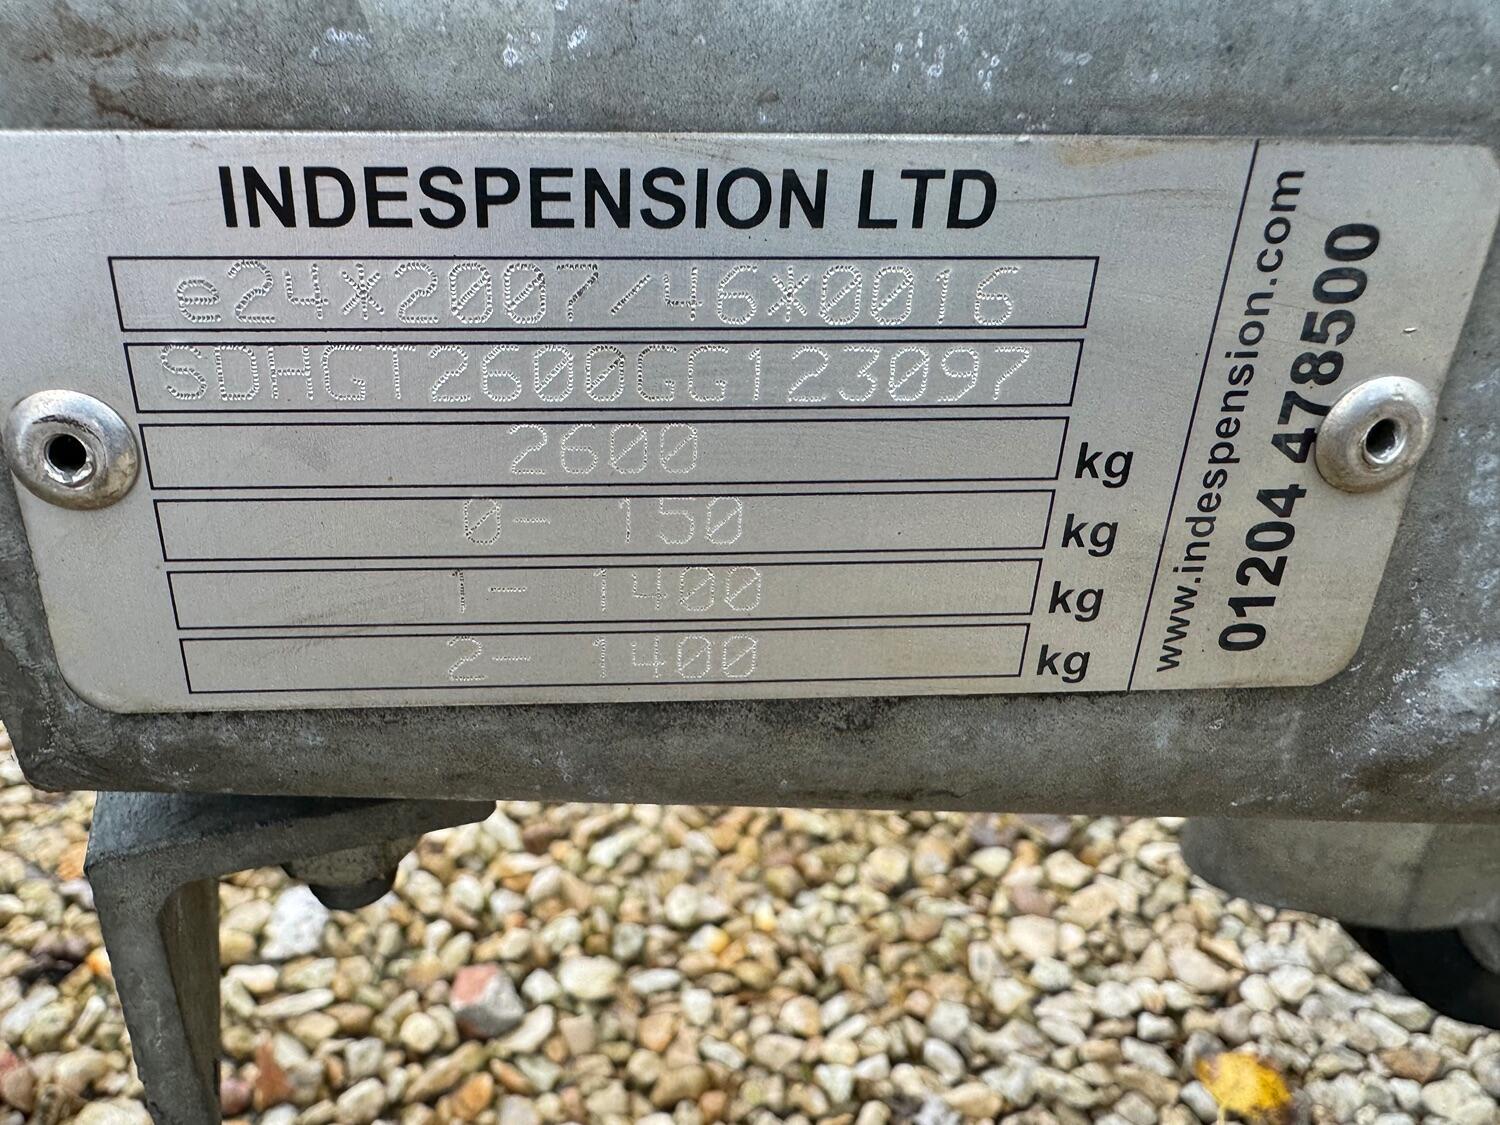 INDESPENSION LTD
e24*2007/46*0016
SDHGT2600GG123097
2600 kg
0- 150 kg
1- 1400 kg
2- 1400 kg
www.indespension.com
01204 478500